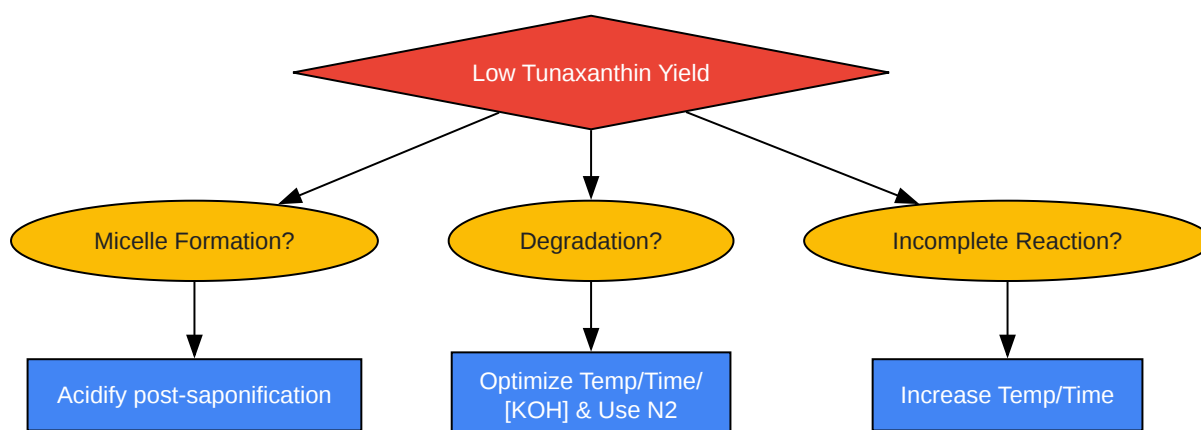 Low Tunaxanthin Yield
Micelle Formation?
Degradation?
Incomplete Reaction?
Acidify post-saponification
Optimize Temp/Time/
[KOH] & Use N2
Increase Temp/Time